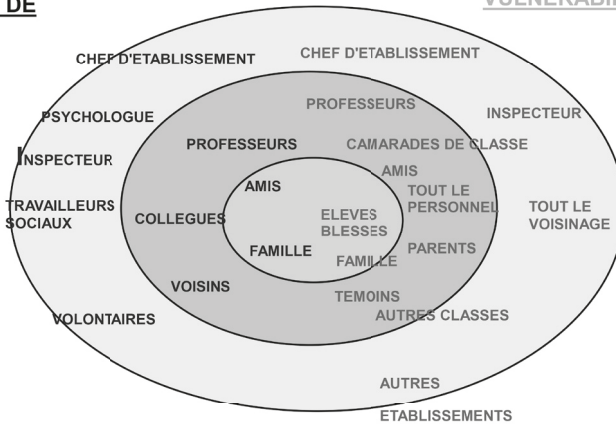 DE
VULNERABI
CHEF D'ETABLISSEMENT
CHEF D'ETABLISSEMENT
PROFESSEURS
PSYCHOLOGUE
INSPECTEUR
PROFESSEURS
CAMARADES DE CLASSE
INSPECTEUR
AMIS
AMIS
TRAVAILLEURS
SOCIAUX
COLLEGUES
ELEVES
BLESSES
TOUT LE
PERSONNEL
TOUT LE
VOISINAGE
FAMILLE
FAMILLE
PARENTS
VOISINS
TEMOINS
VOLONTAIRES
AUTRES CLASSES
AUTRES
ETABLISSEMENTS